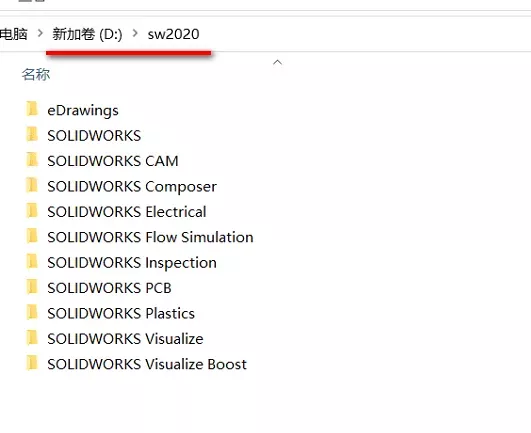 电脑 > 新加卷 (D:) > sw2020
名称
eDrawings
SOLIDWORKS
SOLIDWORKS CAM
SOLIDWORKS Composer
SOLIDWORKS Electrical
SOLIDWORKS Flow Simulation
SOLIDWORKS Inspection
SOLIDWORKS PCB
SOLIDWORKS Plastics
SOLIDWORKS Visualize
SOLIDWORKS Visualize Boost